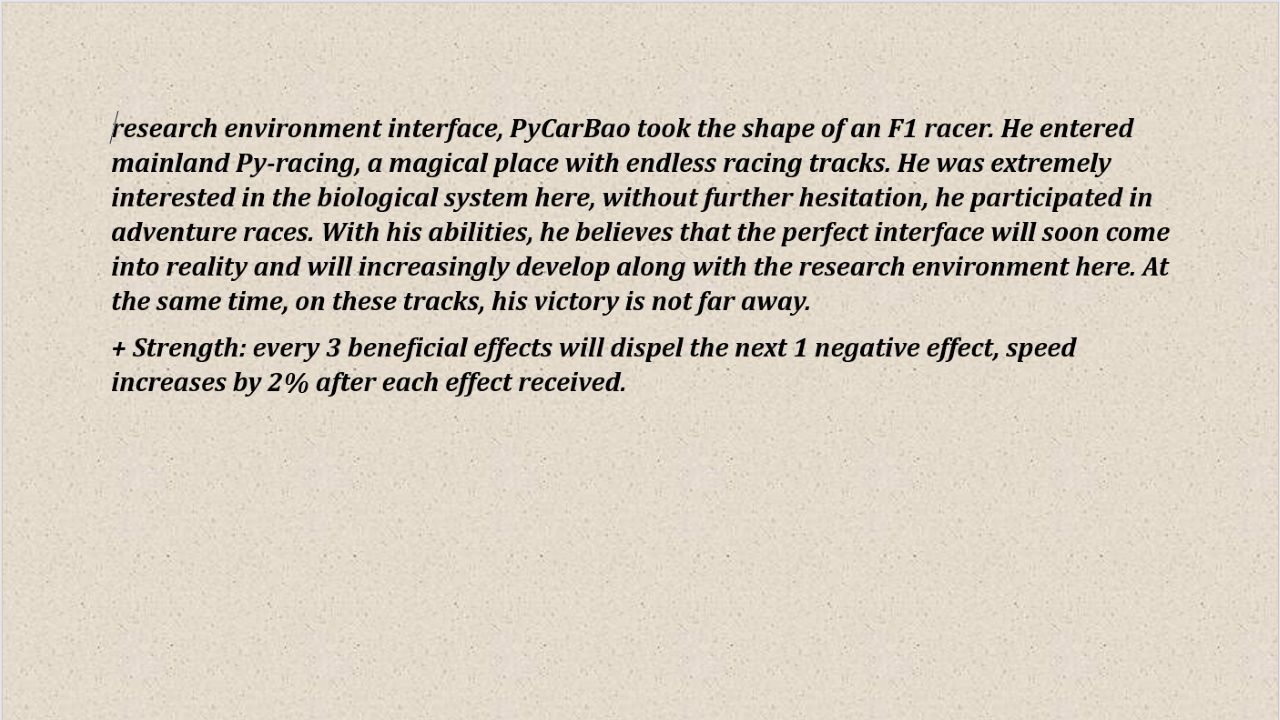 research environment interface, PyCarBao took the shape of an F1 racer. He entered
mainland Py-racing, a magical place with endless racing tracks. He was extremely
interested in the biological system here, without further hesitation, he participated in
adventure races. With his abilities, he believes that the perfect interface will soon come
into reality and will increasingly develop along with the research environment here. At
the same time, on these tracks, his victory is not far away.
+ Strength: every 3 beneficial effects will dispel the next 1 negative effect, speed
increases by 2% after each effect received.